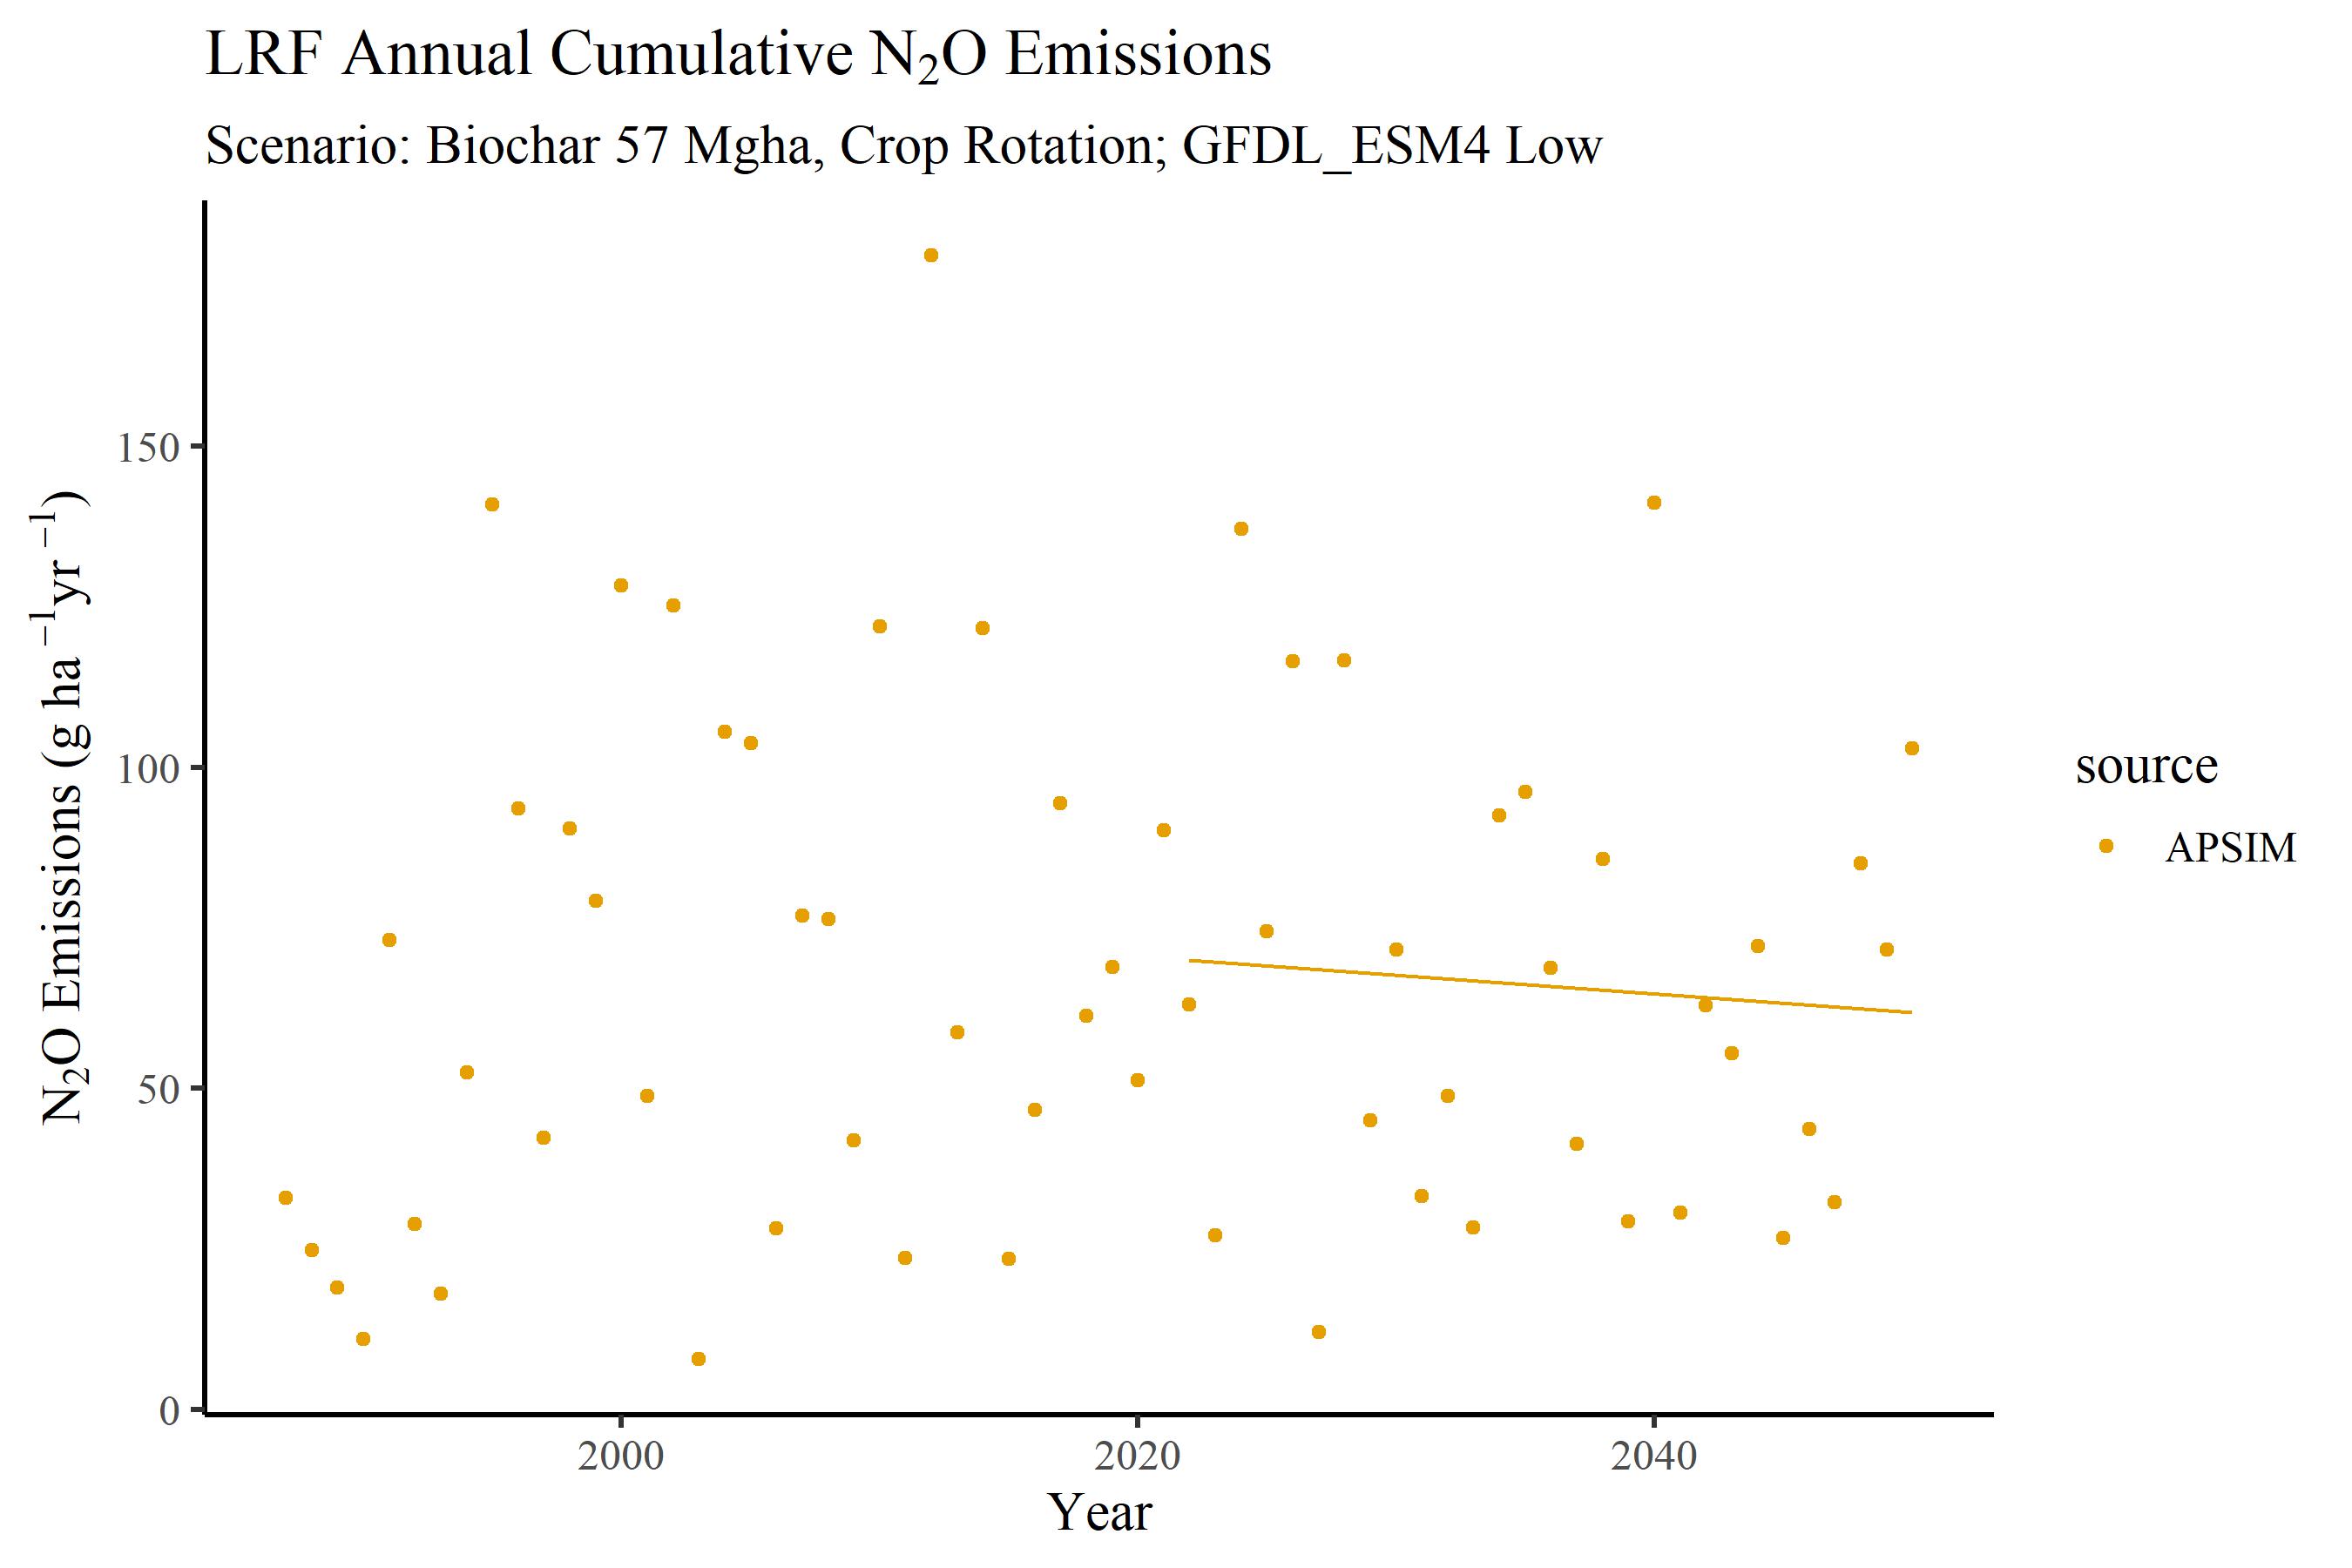 LRF Annual Cumulative N₂O Emissions
Scenario: Biochar 57 Mgha, Crop Rotation; GFDL_ESM4 Low
N₂O Emissions (g ha ⁻¹yr ⁻¹)
150
100
50
0
2000
2020
2040
Year
source
APSIM